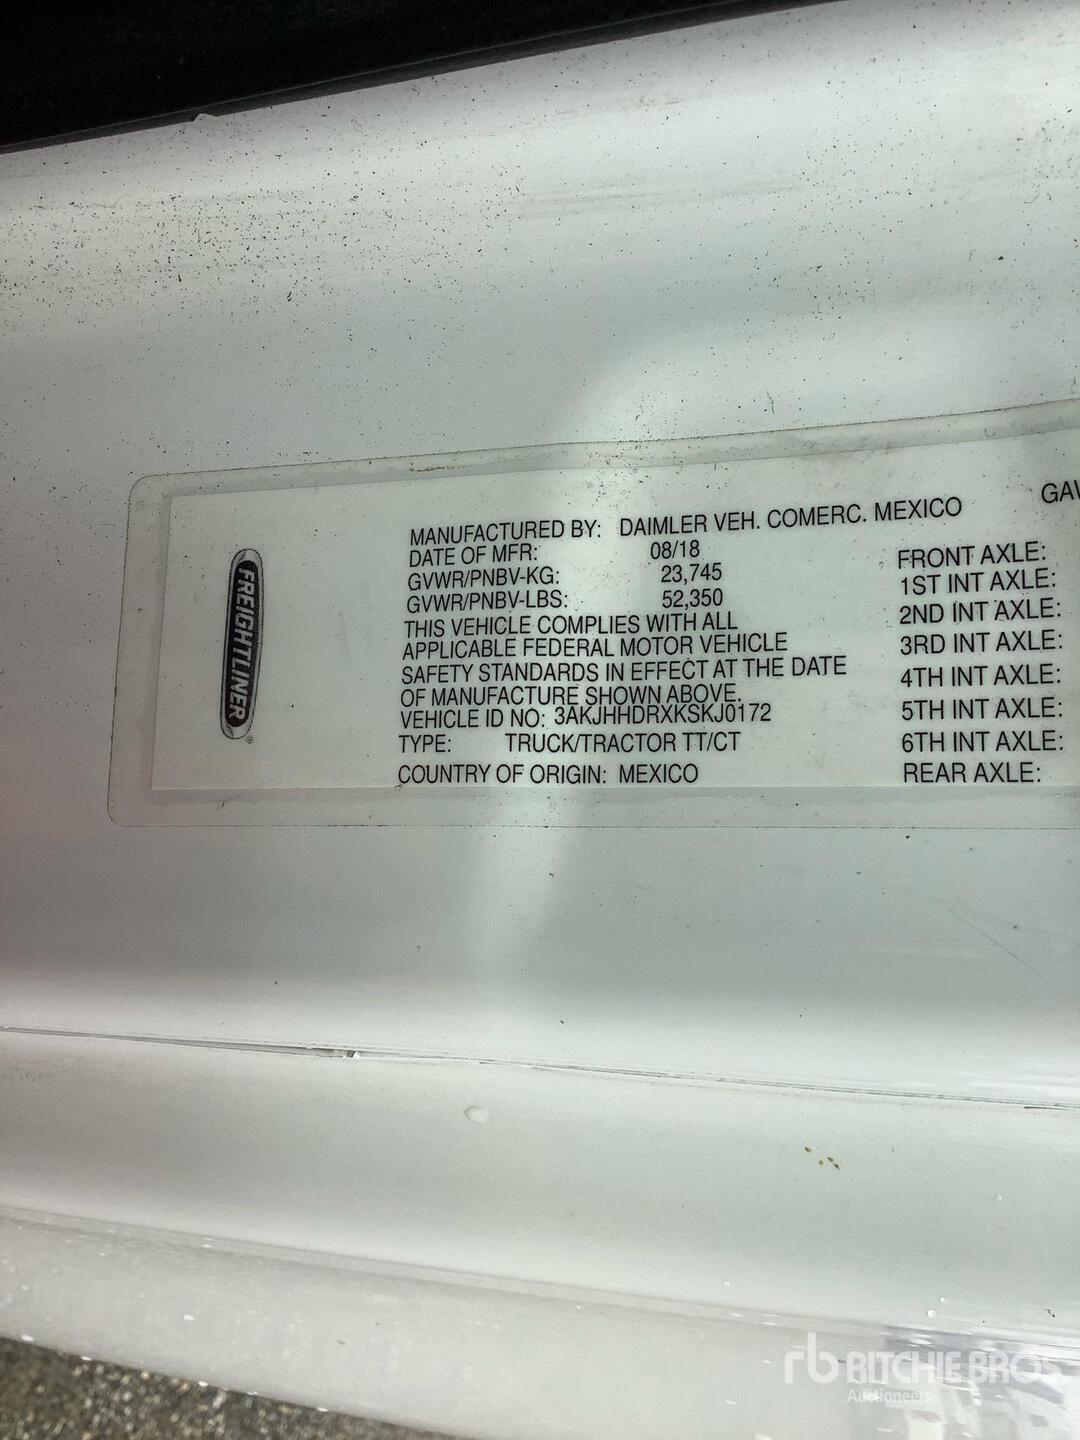 FREIGHTLINER
MANUFACTURED BY: DAIMLER VEH. COMERC. MEXICO
DATE OF MFR: 08/18
GVWR/PNBV-KG: 23,745
GVWR/PNBV-LBS: 52,350
THIS VEHICLE COMPLIES WITH ALL
APPLICABLE FEDERAL MOTOR VEHICLE
SAFETY STANDARDS IN EFFECT AT THE DATE
OF MANUFACTURE SHOWN ABOVE.
VEHICLE ID NO: 3AKJHHDRXKSKJ0172
TYPE: TRUCK/TRACTOR TT/CT
COUNTRY OF ORIGIN: MEXICO
FRONT AXLE:
1ST INT AXLE:
2ND INT AXLE:
3RD INT AXLE:
4TH INT AXLE:
5TH INT AXLE:
6TH INT AXLE:
REAR AXLE:
rb RITCHIE BROS
Auctioneers